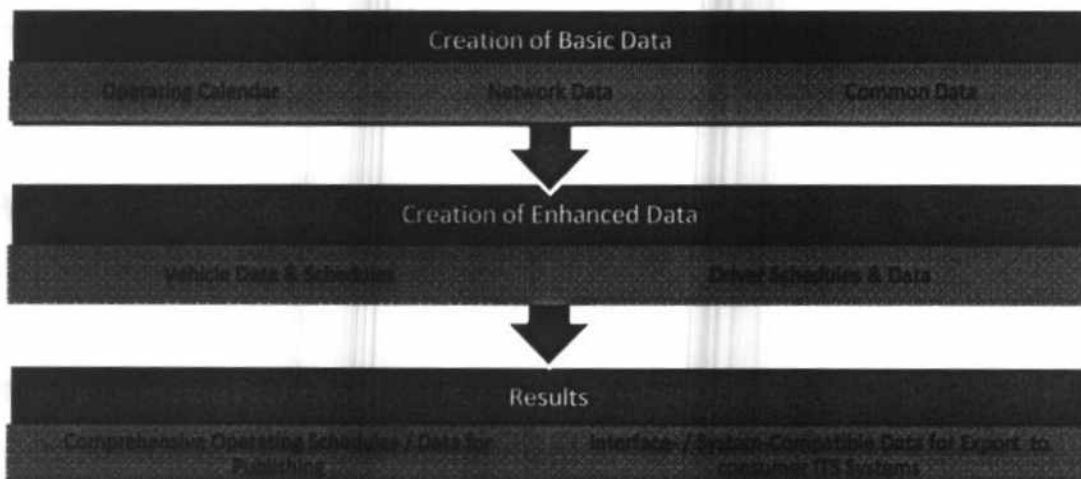 Creation of Basic Data
Operating Calendar Network Data Common Data
Creation of Enhanced Data
Vehicle Data & Schedules Driver Schedules & Data
Results
Comprehensive Operating Schedules / Data for Publishing
Interface- / System-Compatible Data for Export to consumer ITS Systems